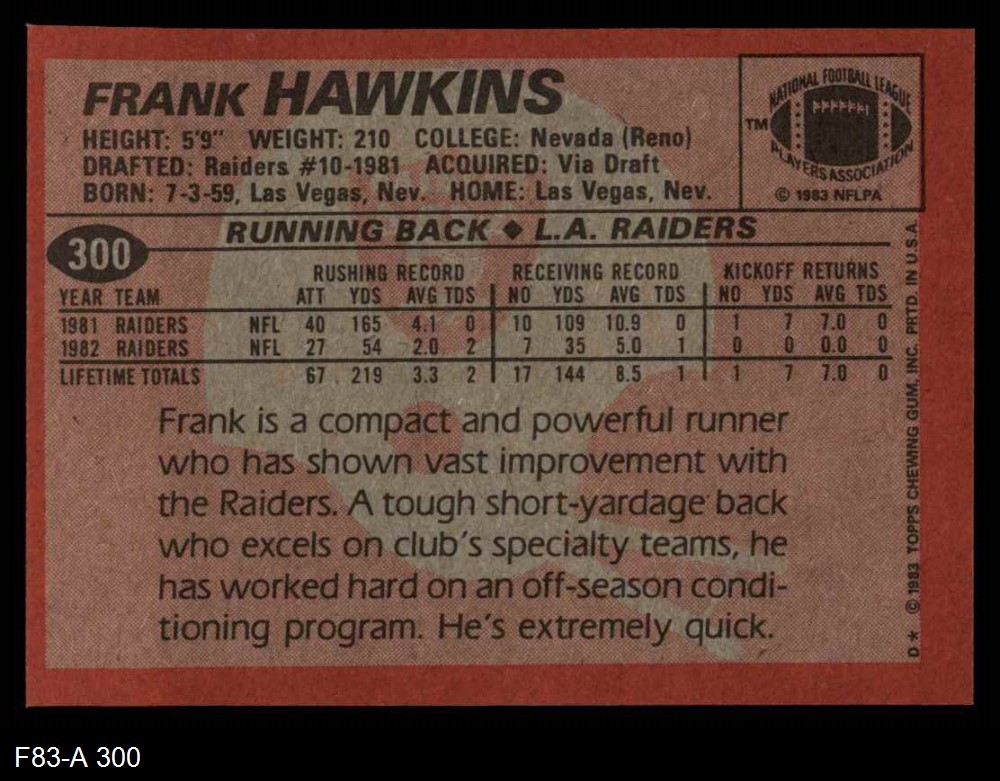 FRANK HAWKINS
HEIGHT: 5'9" WEIGHT: 210 COLLEGE: Nevada (Reno)
DRAFTED: Raiders #10-1981 ACQUIRED: Via Draft
BORN: 7-3-59, Las Vegas, Nev. HOME: Las Vegas, Nev.
NATIONAL FOOTBALL LEAGUE
TM
PLAYERS ASSOCIATION
© 1983 NFLPA
300
RUNNING BACK ◆ L.A. RAIDERS
RUSHING RECORD RECEIVING RECORD KICKOFF RETURNS
YEAR TEAM ATT YDS AVG TDS NO YDS AVG TDS NO YDS AVG TDS
1981 RAIDERS NFL 40 165 4.1 0 10 109 10.9 0 1 7 7.0 0
1982 RAIDERS NFL 27 54 2.0 2 7 35 5.0 1 0 0 0.0 0
LIFETIME TOTALS 67 219 3.3 2 17 144 8.5 1 1 7 7.0 0
Frank is a compact and powerful runner
who has shown vast improvement with
the Raiders. A tough short-yardage back
who excels on club's specialty teams, he
has worked hard on an off-season condi-
tioning program. He's extremely quick.
D* © 1983 TOPPS CHEWING GUM, INC. PRTD. IN U.S.A.
F83-A 300